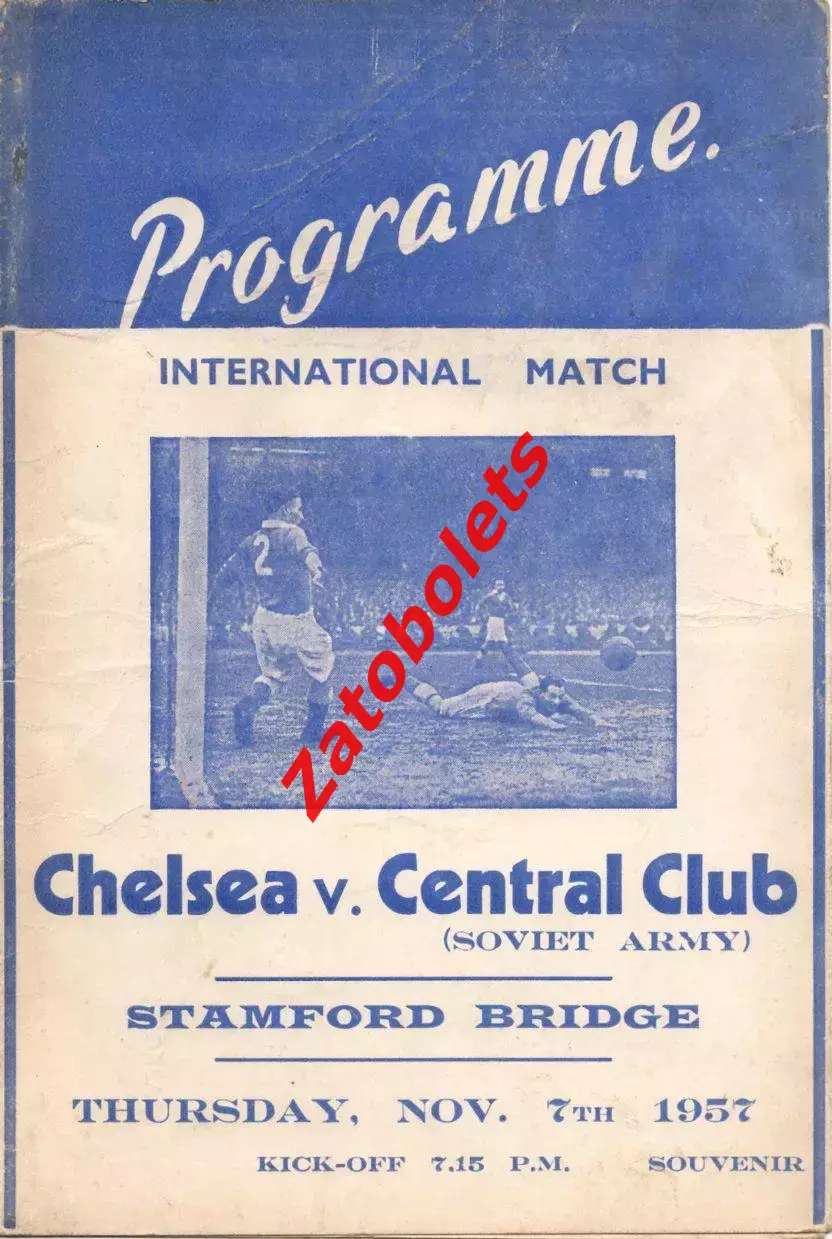 Programme.
INTERNATIONAL MATCH
2
Zatobolets
Chelsea v. Central Club
(SOVIET ARMY)
STAMFORD BRIDGE
THURSDAY, NOV. 7TH 1957
KICK-OFF 7.15 P.M. SOUVENIR